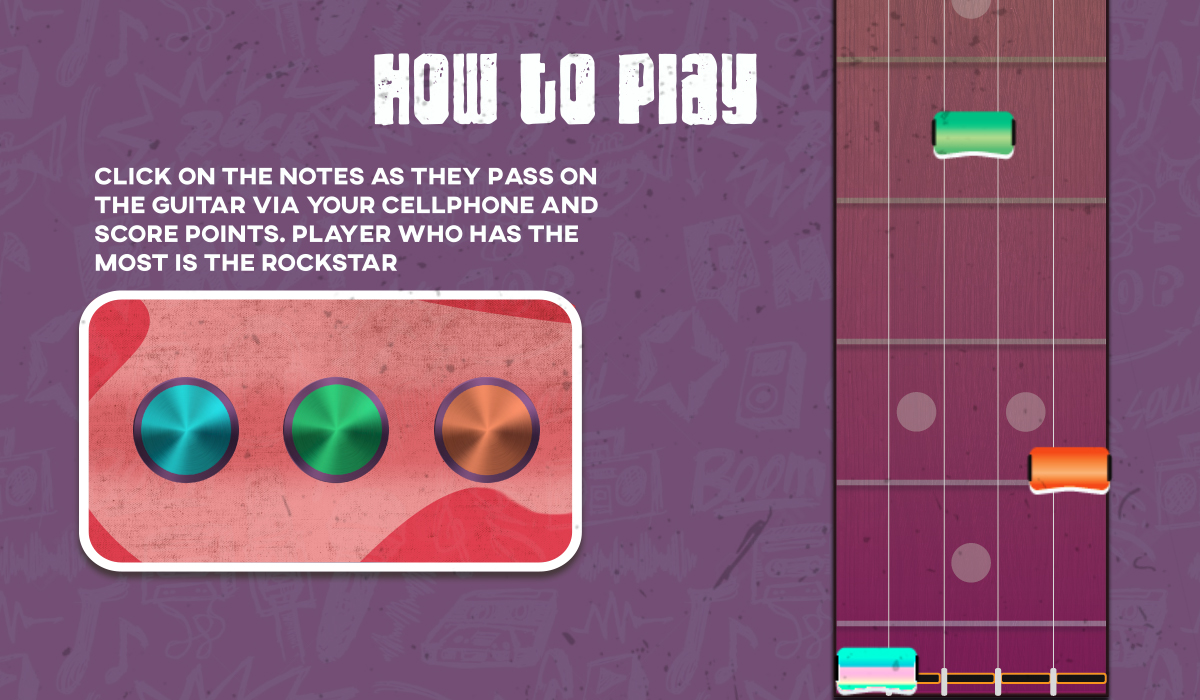 How to play
CLICK ON THE NOTES AS THEY PASS ON
THE GUITAR VIA YOUR CELLPHONE AND
SCORE POINTS. PLAYER WHO HAS THE
MOST IS THE ROCKSTAR
BOOM